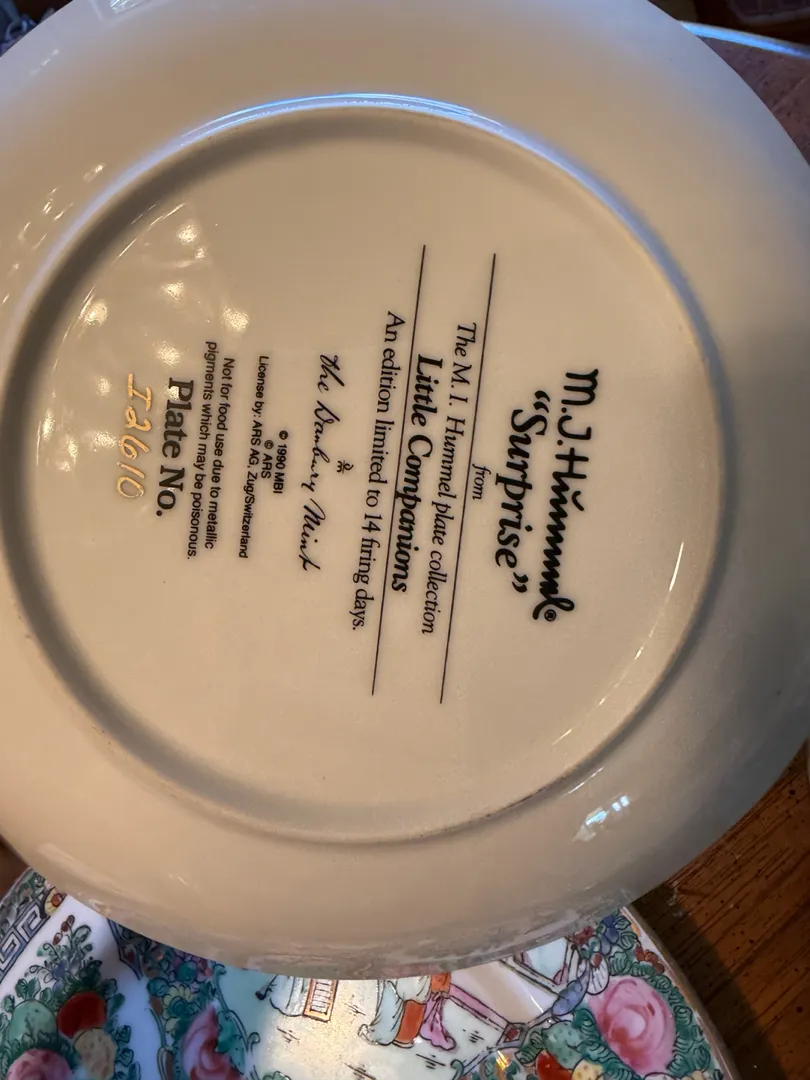 M.J. Hümmel®
“Surprise”
from
The M. I. Hummel plate collection
Little Companions
An edition limited to 14 firing days.
The Danbury Mint
© 1990 MBI
© ARS
License by: ARS AG, Zug/Switzerland
Not for food use due to metallic
pigments which may be poisonous.
Plate No.
I2610